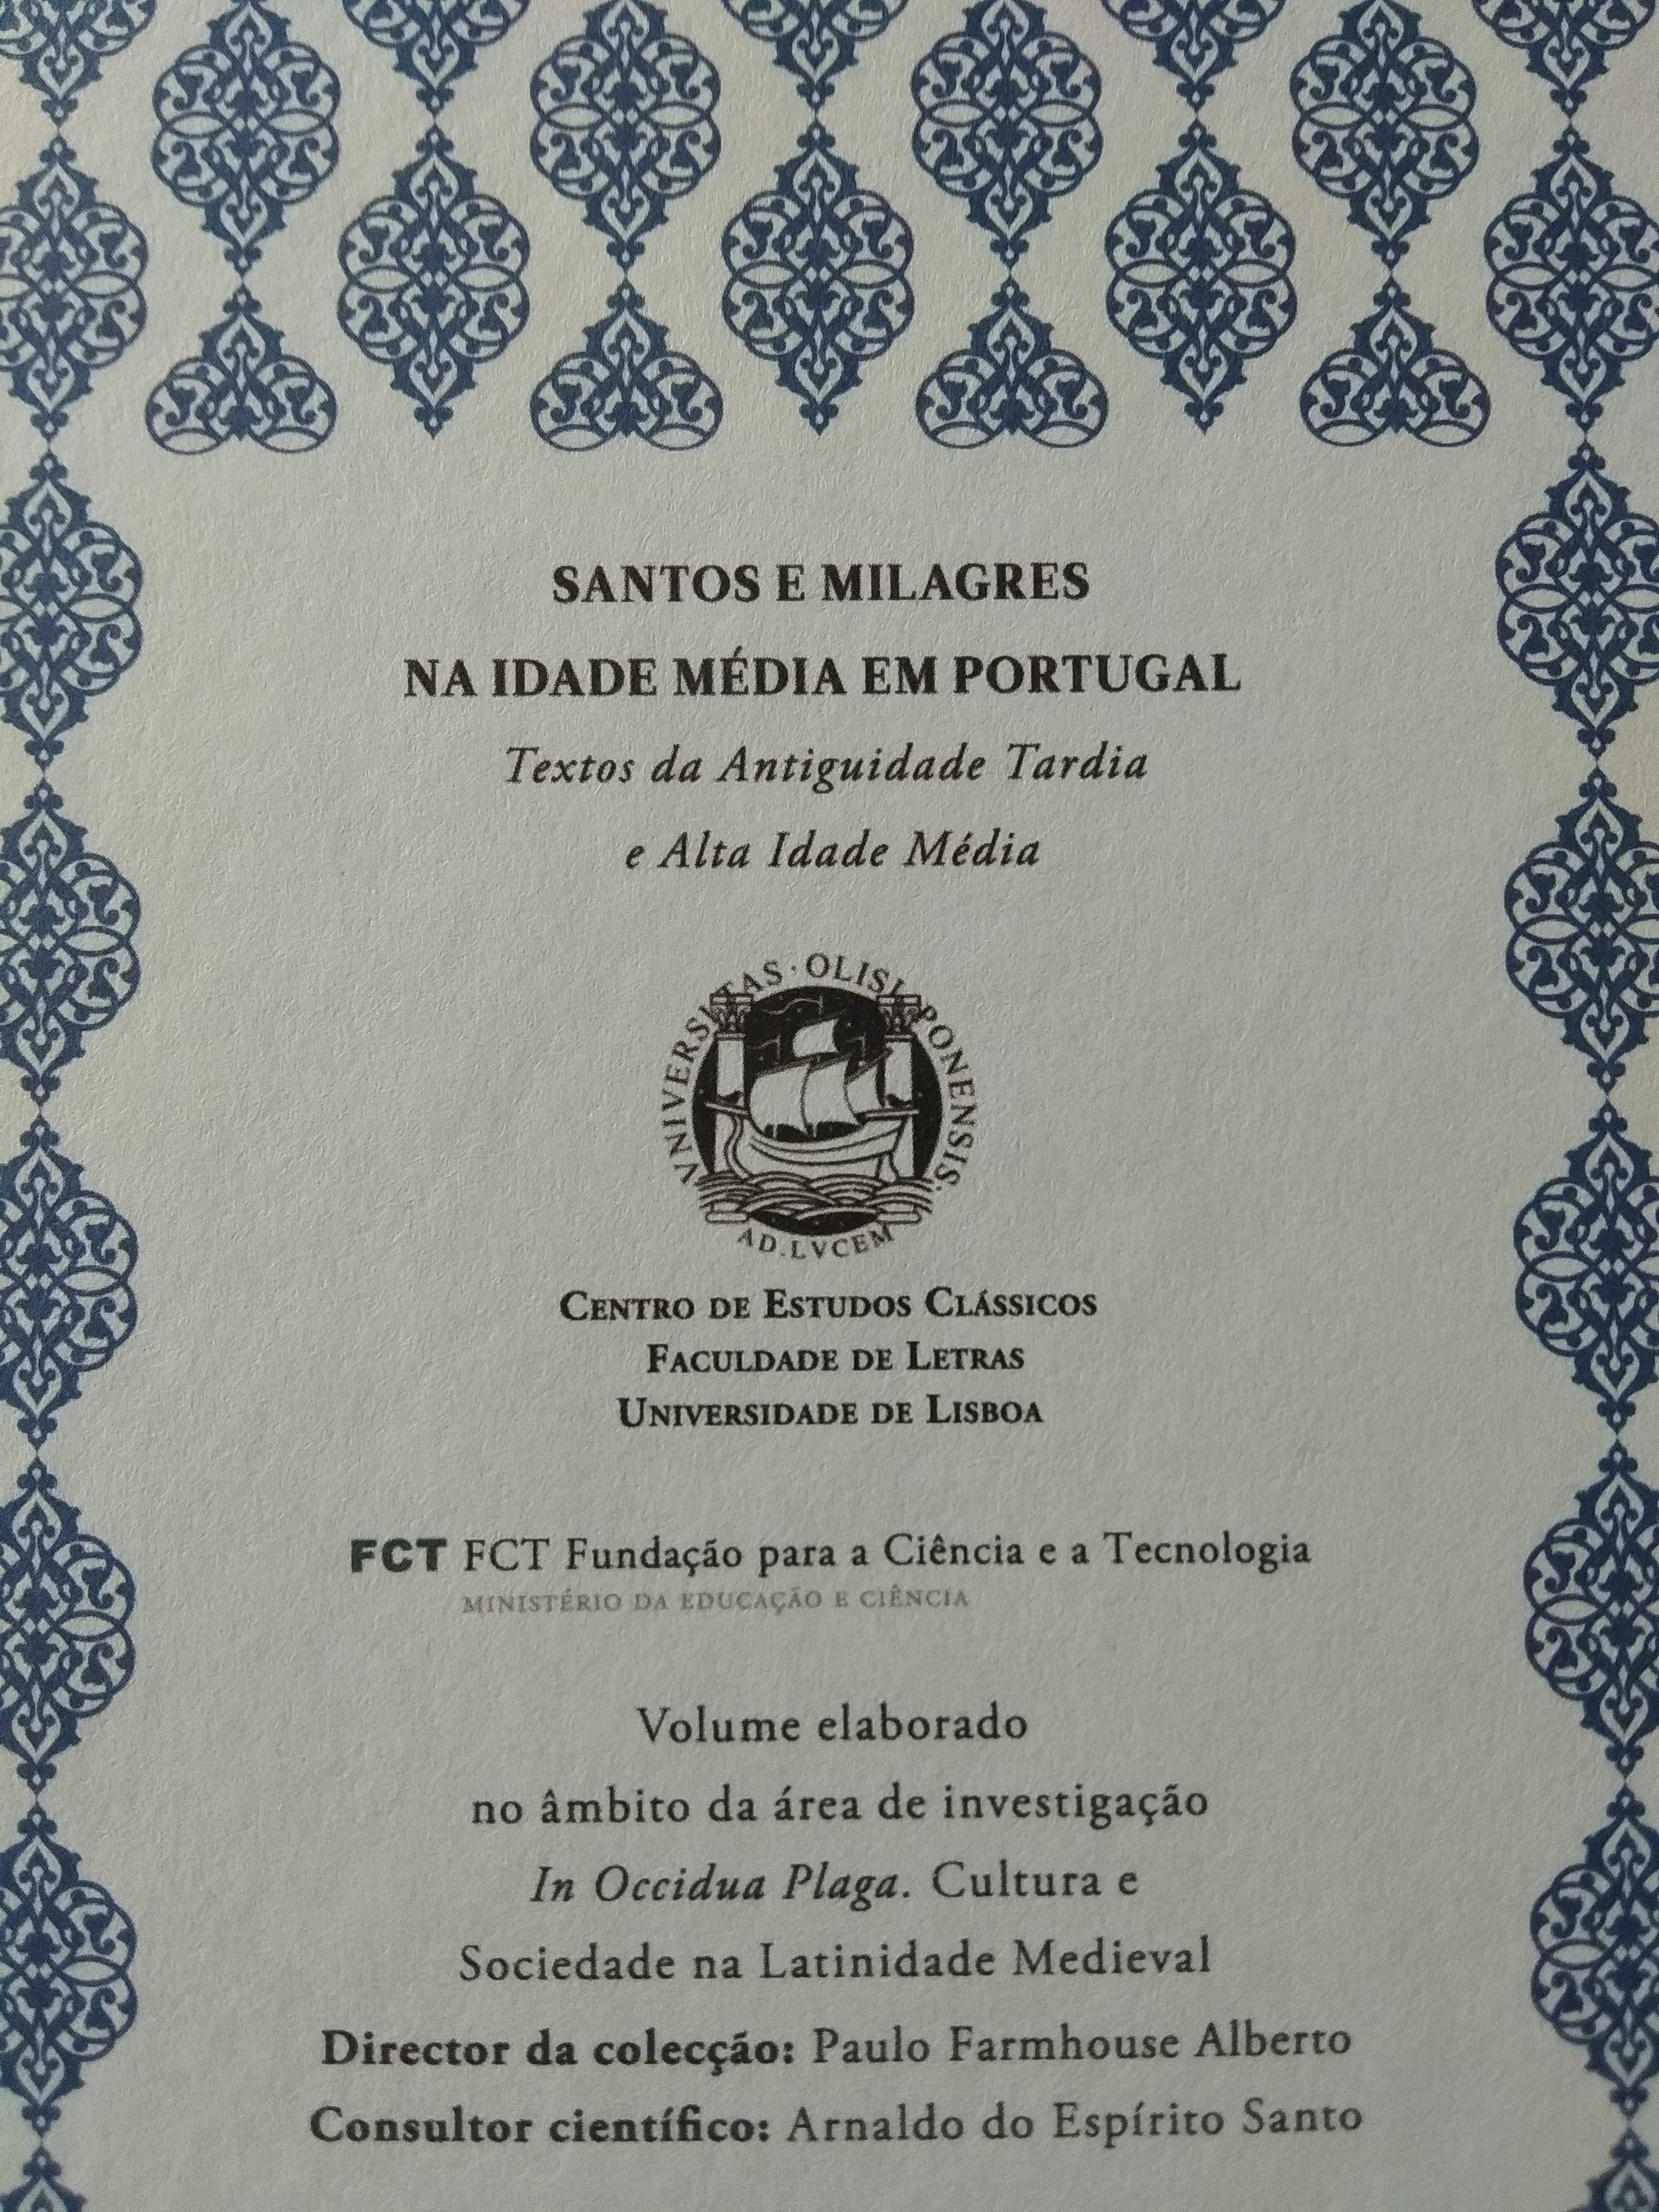 SANTOS E MILAGRES
NA IDADE MÉDIA EM PORTUGAL
Textos da Antiguidade Tardia
e Alta Idade Média
VNIVERSITAS · OLISIPONENSIS ·
AD.LVCEM
CENTRO DE ESTUDOS CLÁSSICOS
FACULDADE DE LETRAS
UNIVERSIDADE DE LISBOA
FCT FCT Fundação para a Ciência e a Tecnologia
MINISTÉRIO DA EDUCAÇÃO E CIÊNCIA
Volume elaborado
no âmbito da área de investigação
In Occidua Plaga. Cultura e
Sociedade na Latinidade Medieval
Director da colecção: Paulo Farmhouse Alberto
Consultor científico: Arnaldo do Espírito Santo